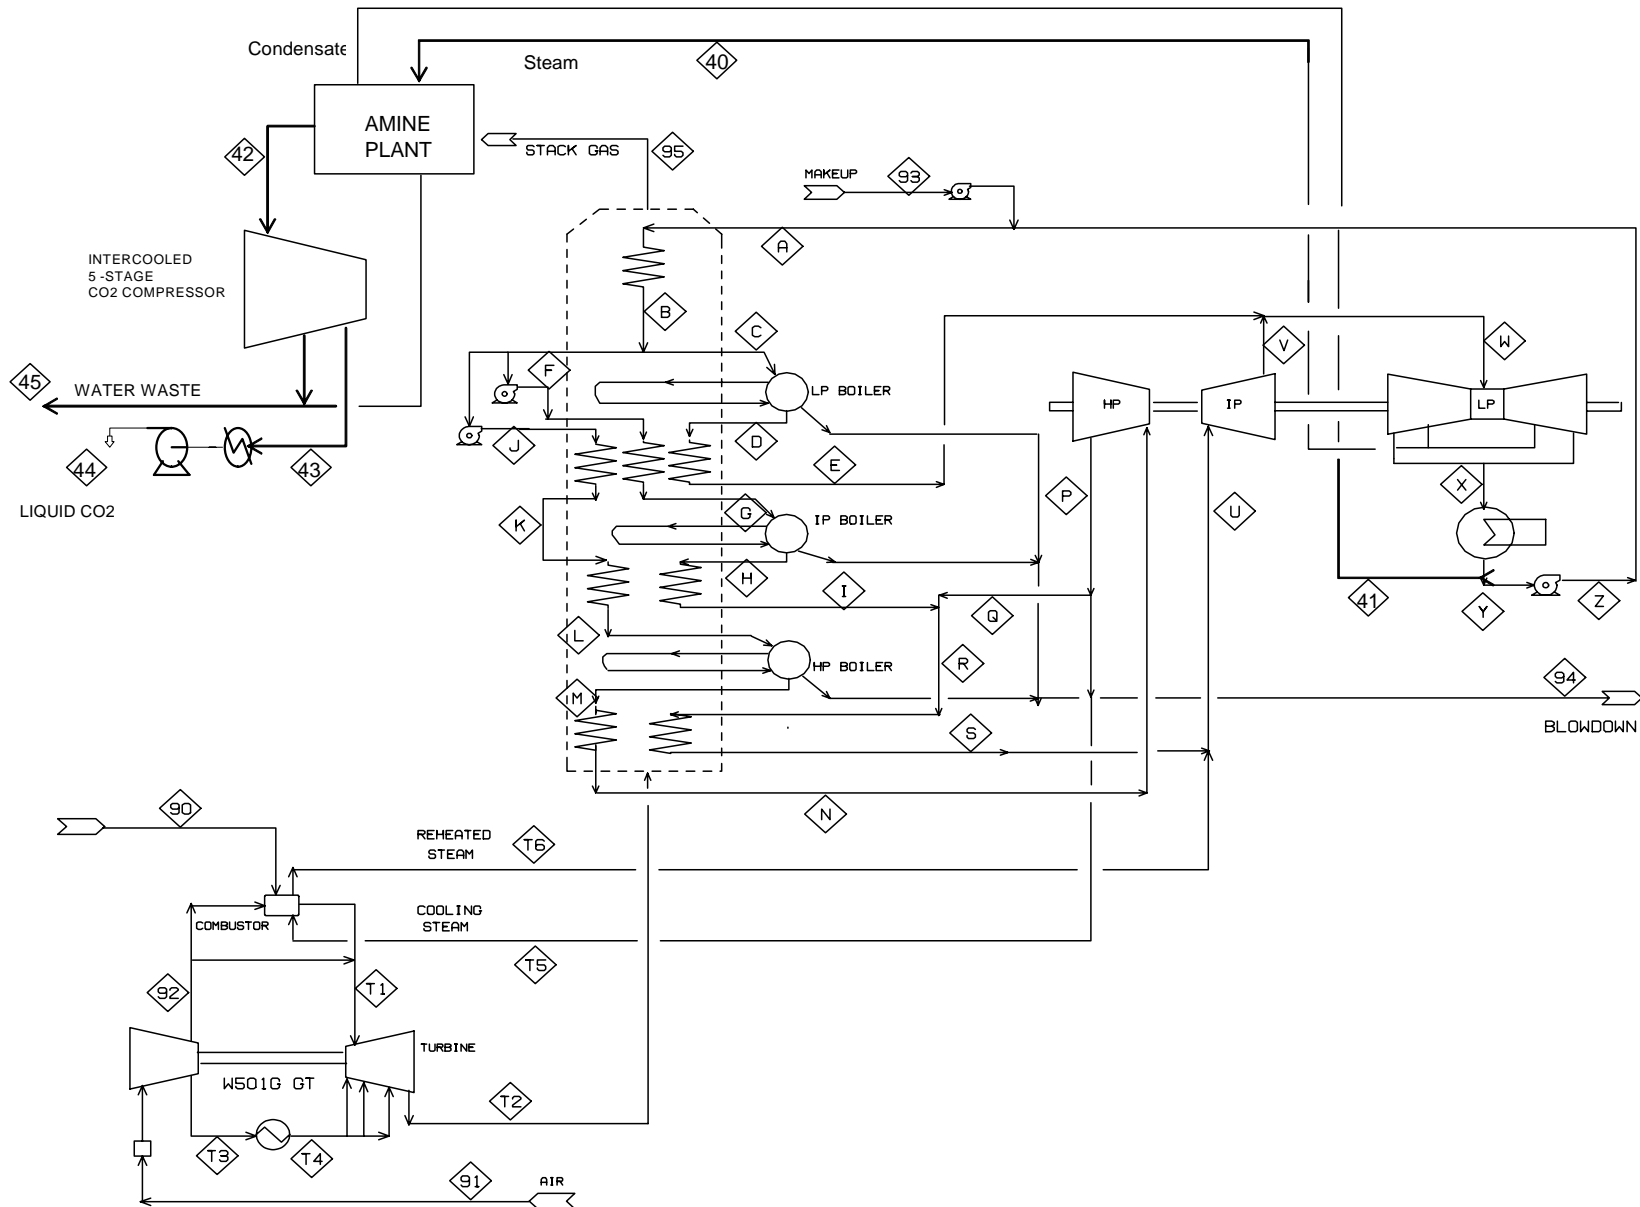 Condensate
Steam
40
AMINE
PLANT
42
STACK GAS
95
MAKEUP
93
A
INTERCOOLED
5 -STAGE
CO2 COMPRESSOR
B
C
V
W
F
45
WATER WASTE
LP BOILER
HP
IP
LP
J
D
E
44
43
P
X
LIQUID CO2
K
G
IP BOILER
U
H
I
41
Y
Z
Q
L
R
HP BOILER
M
94
S
BLOWDOWN
90
N
REHEATED
STEAM
T6
COOLING
STEAM
COMBUSTOR
T5
92
T1
TURBINE
W501G GT
T2
T3
T4
91
AIR